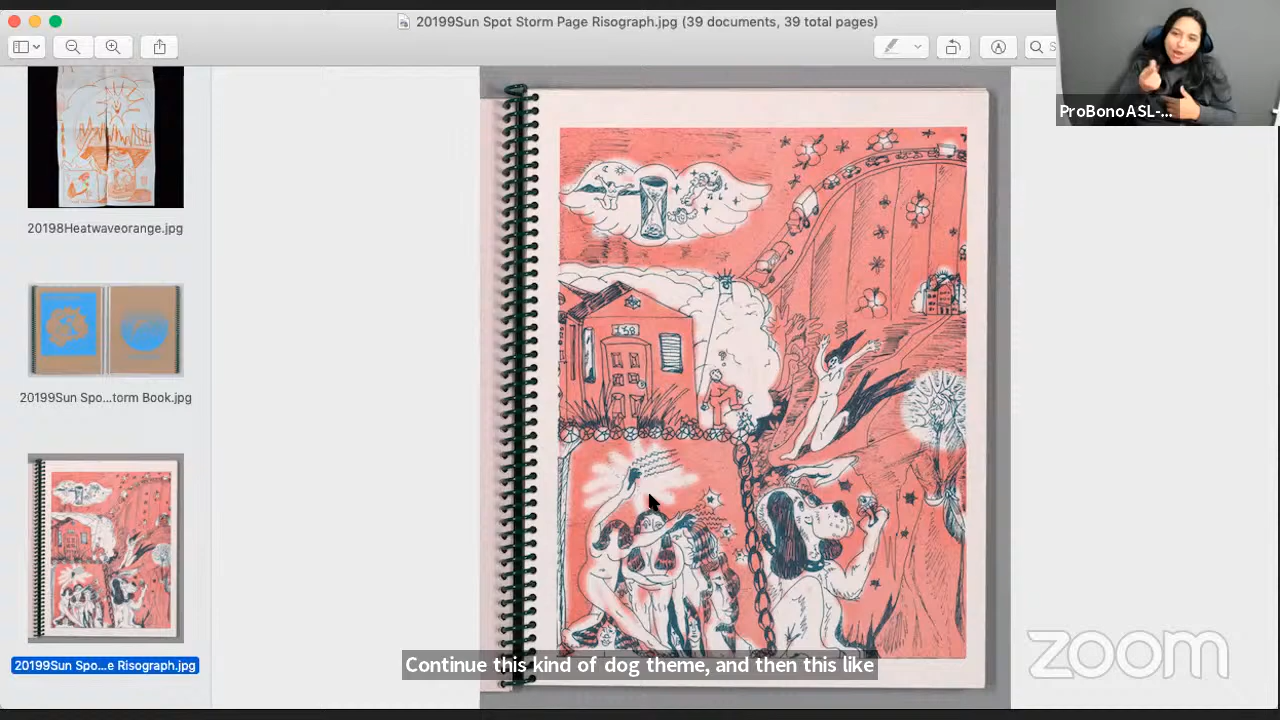 20199Sun Spot Storm Page Risograph.jpg (39 documents, 39 total pages)
S
ProBonoASL-...
20198Heatwaveorange.jpg
20199Sun Spo...torm Book.jpg
20199Sun Spo...e Risograph.jpg
158
Continue this kind of dog theme, and then this like
zoom